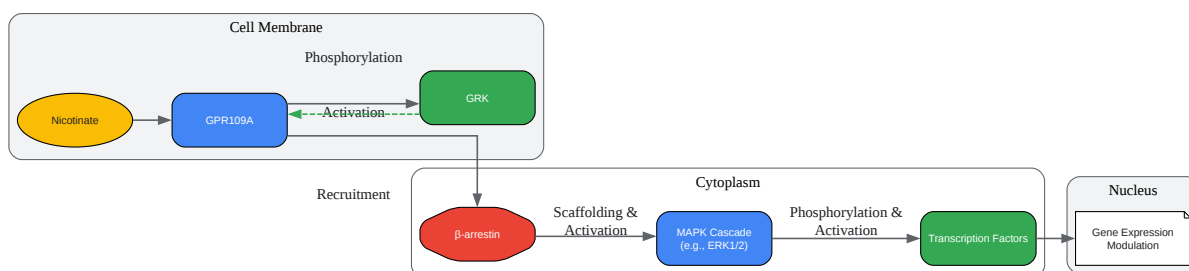 Cell Membrane
Phosphorylation
GRK
Nicotinate
GPR109A
Activation
Recruitment
Cytoplasm
Nucleus
β-arrestin
Scaffolding &
Activation
MAPK Cascade
(e.g., ERK1/2)
Phosphorylation &
Activation
Transcription Factors
Gene Expression
Modulation